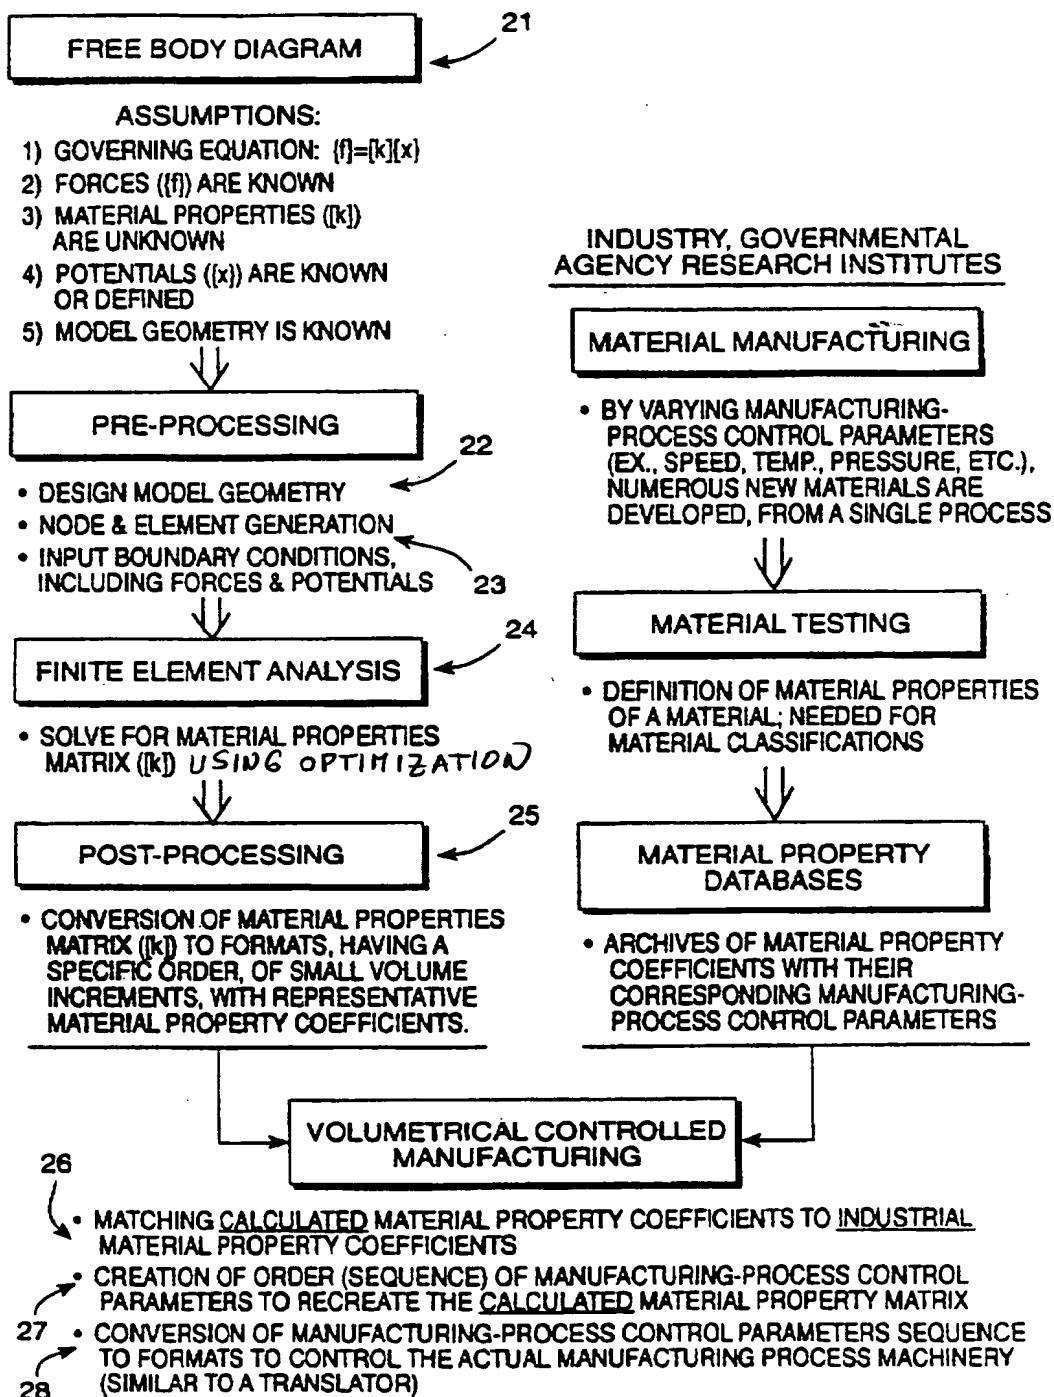 21
FREE BODY DIAGRAM
ASSUMPTIONS:
1) GOVERNING EQUATION: {f}=[k]{x}
2) FORCES ({f}) ARE KNOWN
3) MATERIAL PROPERTIES ([k])
ARE UNKNOWN
4) POTENTIALS ({x}) ARE KNOWN
OR DEFINED
5) MODEL GEOMETRY IS KNOWN
PRE-PROCESSING
22
• DESIGN MODEL GEOMETRY
• NODE & ELEMENT GENERATION
• INPUT BOUNDARY CONDITIONS,
INCLUDING FORCES & POTENTIALS
23
24
FINITE ELEMENT ANALYSIS
• SOLVE FOR MATERIAL PROPERTIES
MATRIX ([k]) USING OPTIMIZATION
25
POST-PROCESSING
• CONVERSION OF MATERIAL PROPERTIES
MATRIX ([k]) TO FORMATS, HAVING A
SPECIFIC ORDER, OF SMALL VOLUME
INCREMENTS, WITH REPRESENTATIVE
MATERIAL PROPERTY COEFFICIENTS.
INDUSTRY, GOVERNMENTAL
AGENCY RESEARCH INSTITUTES
MATERIAL MANUFACTURING
• BY VARYING MANUFACTURING-
PROCESS CONTROL PARAMETERS
(EX., SPEED, TEMP., PRESSURE, ETC.),
NUMEROUS NEW MATERIALS ARE
DEVELOPED, FROM A SINGLE PROCESS
MATERIAL TESTING
• DEFINITION OF MATERIAL PROPERTIES
OF A MATERIAL; NEEDED FOR
MATERIAL CLASSIFICATIONS
MATERIAL PROPERTY
DATABASES
• ARCHIVES OF MATERIAL PROPERTY
COEFFICIENTS WITH THEIR
CORRESPONDING MANUFACTURING-
PROCESS CONTROL PARAMETERS
VOLUMETRICAL CONTROLLED
MANUFACTURING
26
• MATCHING CALCULATED MATERIAL PROPERTY COEFFICIENTS TO INDUSTRIAL
MATERIAL PROPERTY COEFFICIENTS
• CREATION OF ORDER (SEQUENCE) OF MANUFACTURING-PROCESS CONTROL
PARAMETERS TO RECREATE THE CALCULATED MATERIAL PROPERTY MATRIX
27
• CONVERSION OF MANUFACTURING-PROCESS CONTROL PARAMETERS SEQUENCE
TO FORMATS TO CONTROL THE ACTUAL MANUFACTURING PROCESS MACHINERY
(SIMILAR TO A TRANSLATOR)
28